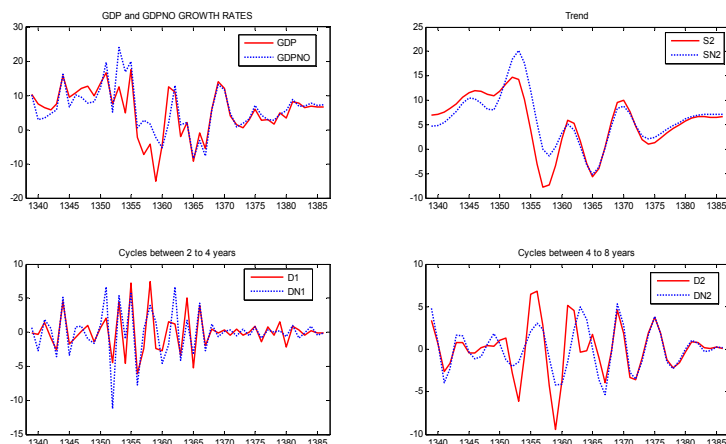 GDP and GDPNO GROWTH RATES
30
20
10
0
-10
-20
1340 1345 1350 1355 1360 1365 1370 1375 1380 1385
GDP
GDPNO
Trend
25
20
15
10
5
0
-5
-10
1340 1345 1350 1355 1360 1365 1370 1375 1380 1385
S2
SN2
Cycles between 2 to 4 years
10
5
0
-5
-10
-15
1340 1345 1350 1355 1360 1365 1370 1375 1380 1385
D1
DN1
Cycles between 4 to 8 years
10
5
0
-5
-10
1340 1345 1350 1355 1360 1365 1370 1375 1380 1385
D2
DN2